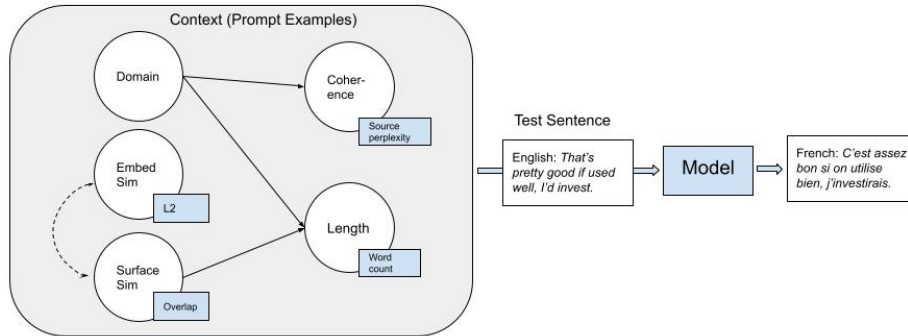 Context (Prompt Examples)
Domain
Coher-
ence
Source
perplexity
Embed
Sim
L2
Surface
Sim
Overlap
Length
Word
count
Test Sentence
English: That's
pretty good if used
well, I'd invest.
Model
French: C'est assez
bon si on utilise
bien, j'investirais.